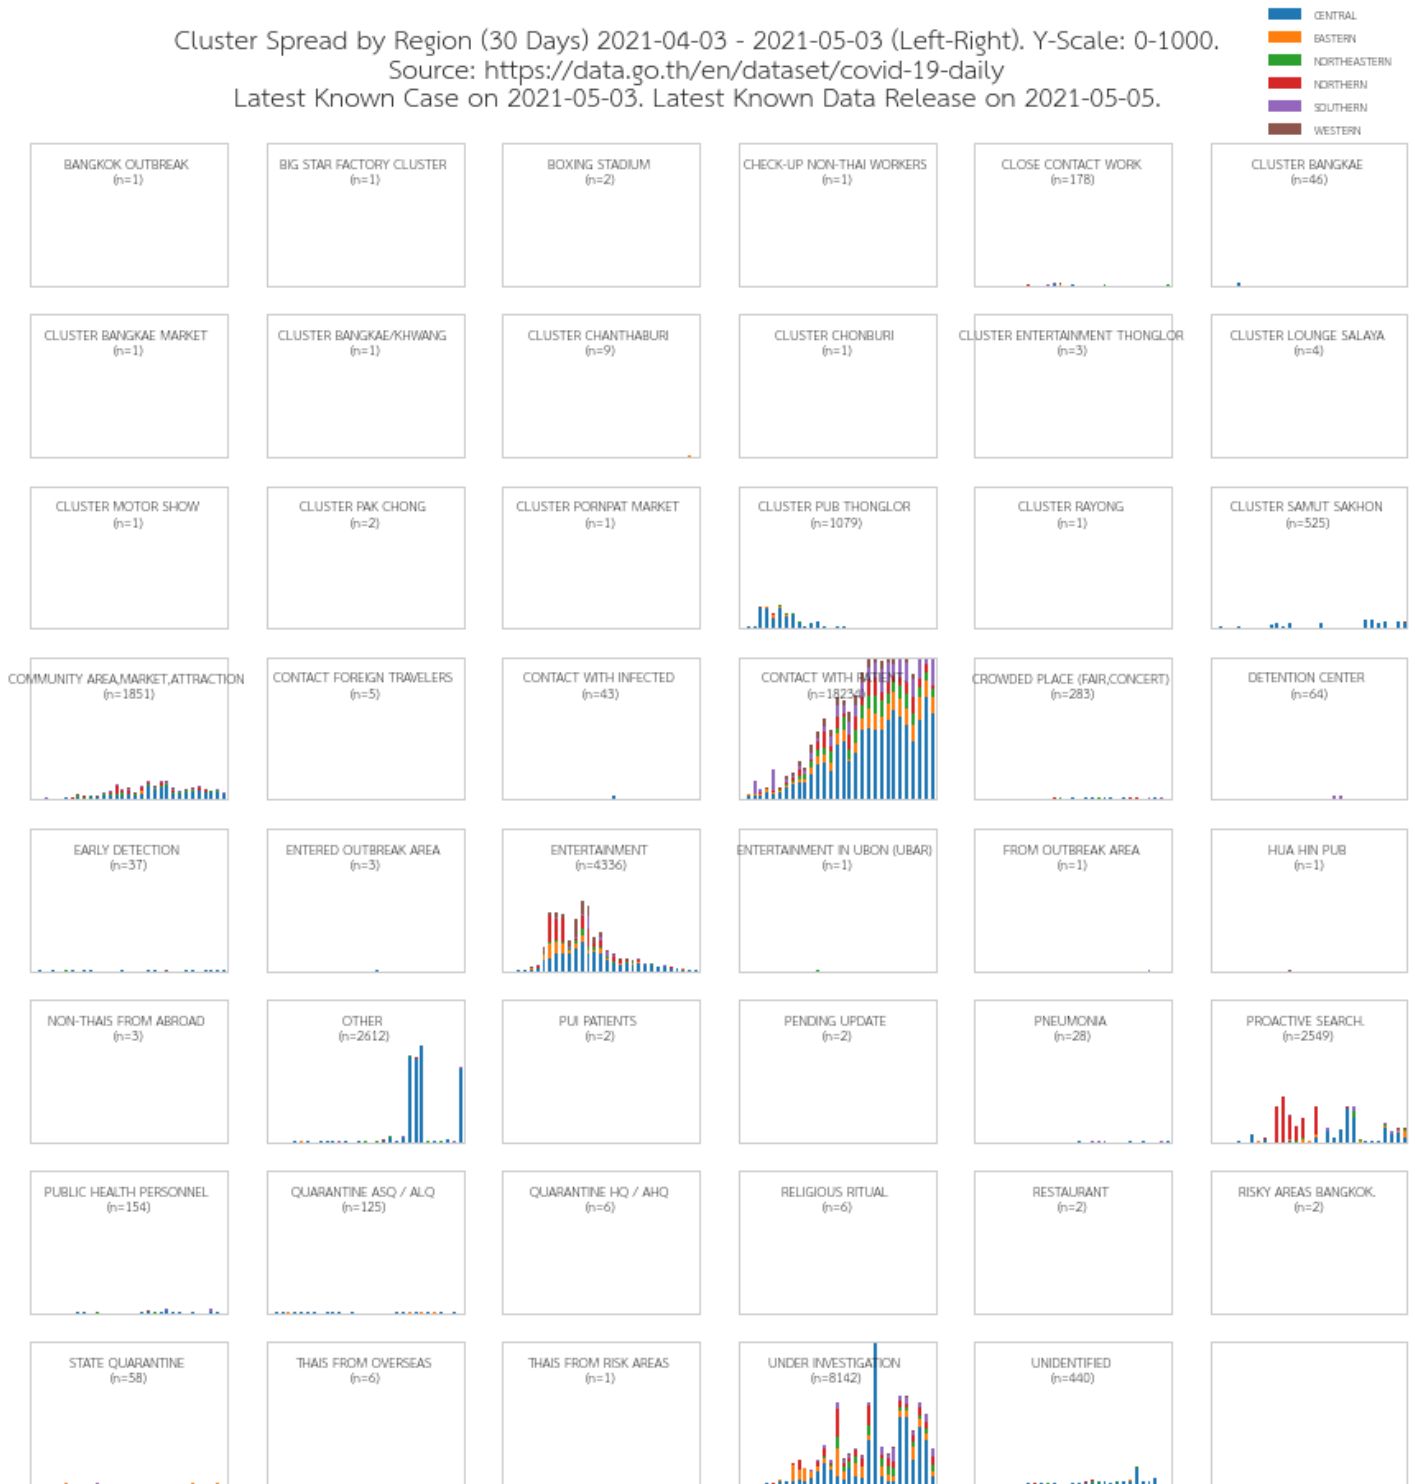 Cluster Spread by Region (30 Days) 2021-04-03 - 2021-05-03 (Left-Right). Y-Scale: 0-1000.
Source: https://data.go.th/en/dataset/covid-19-daily
Latest Known Case on 2021-05-03. Latest Known Data Release on 2021-05-05.
CENTRAL
EASTERN
NORTHEASTERN
NORTHERN
SOUTHERN
WESTERN
BANGKOK OUTBREAK
(n=1)
BIG STAR FACTORY CLUSTER
(n=1)
BOXING STADIUM
(n=2)
CHECK-UP NON-THAI WORKERS
(n=1)
CLOSE CONTACT WORK
(n=178)
CLUSTER BANGKAE
(n=46)
CLUSTER BANGKAE MARKET
(n=1)
CLUSTER BANGKAE/KHWANG
(n=1)
CLUSTER CHANTHABURI
(n=9)
CLUSTER CHONBURI
(n=1)
CLUSTER ENTERTAINMENT THONGLOR
(n=3)
CLUSTER LOUNGE SALAYA
(n=4)
CLUSTER MOTOR SHOW
(n=1)
CLUSTER PAK CHONG
(n=2)
CLUSTER PORNPAT MARKET
(n=1)
CLUSTER PUB THONGLOR
(n=1079)
CLUSTER RAYONG
(n=1)
CLUSTER SAMUT SAKHON
(n=525)
COMMUNITY AREA,MARKET,ATTRACTION
(n=1851)
CONTACT FOREIGN TRAVELERS
(n=5)
CONTACT WITH INFECTED
(n=43)
CONTACT WITH PATIENT
(n=18234)
CROWDED PLACE (FAIR,CONCERT)
(n=283)
DETENTION CENTER
(n=64)
EARLY DETECTION
(n=37)
ENTERED OUTBREAK AREA
(n=3)
ENTERTAINMENT
(n=4336)
ENTERTAINMENT IN UBON (UBAR)
(n=1)
FROM OUTBREAK AREA
(n=1)
HUA HIN PUB
(n=1)
NON-THAIS FROM ABROAD
(n=3)
OTHER
(n=2612)
PUI PATIENTS
(n=2)
PENDING UPDATE
(n=2)
PNEUMONIA
(n=28)
PROACTIVE SEARCH.
(n=2549)
PUBLIC HEALTH PERSONNEL
(n=154)
QUARANTINE ASQ / ALQ
(n=125)
QUARANTINE HQ / AHQ
(n=6)
RELIGIOUS RITUAL
(n=6)
RESTAURANT
(n=2)
RISKY AREAS BANGKOK.
(n=2)
STATE QUARANTINE
(n=58)
THAIS FROM OVERSEAS
(n=6)
THAIS FROM RISK AREAS
(n=1)
UNDER INVESTIGATION
(n=8142)
UNIDENTIFIED
(n=440)